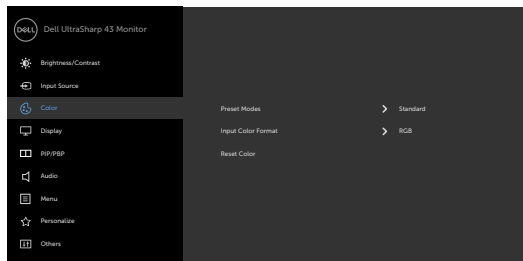 DELL
Dell UltraSharp 43 Monitor
Brightness/Contrast
Input Source
Color
Preset Modes Standard
Display
Input Color Format RGB
PIP/PBP
Reset Color
Audio
Menu
Personalize
Others